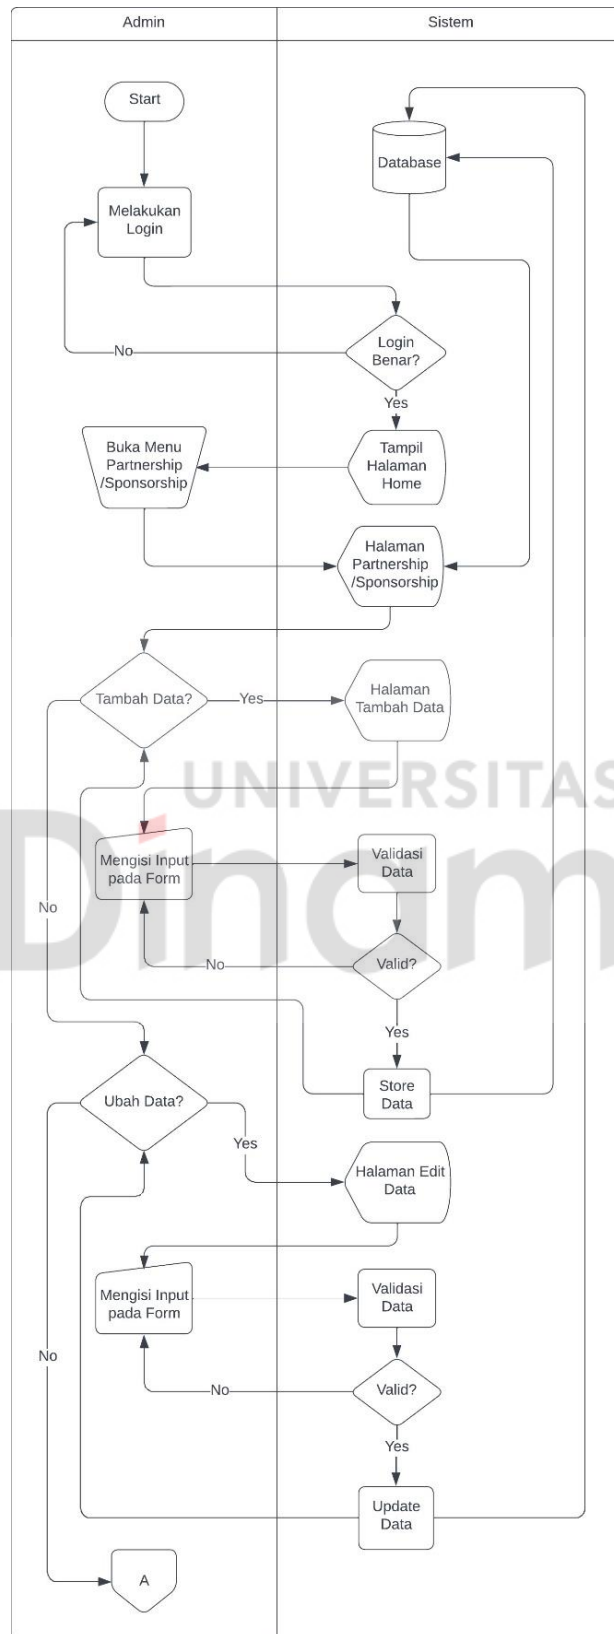 Admin
Sistem
Start
Database
Melakukan
Login
Login
Benar?
No
Yes
Buka Menu
Partnership
/Sponsorship
Tampil
Halaman
Home
Halaman
Partnership
/Sponsorship
Tambah Data?
Yes
Halaman
Tambah Data
UNIVERSITAS
Dinam
Mengisi Input
pada Form
Validasi
Data
No
No
Valid?
Yes
Ubah Data?
Store
Data
Yes
Halaman Edit
Data
Mengisi Input
pada Form
Validasi
Data
No
No
Valid?
Yes
Update
Data
A